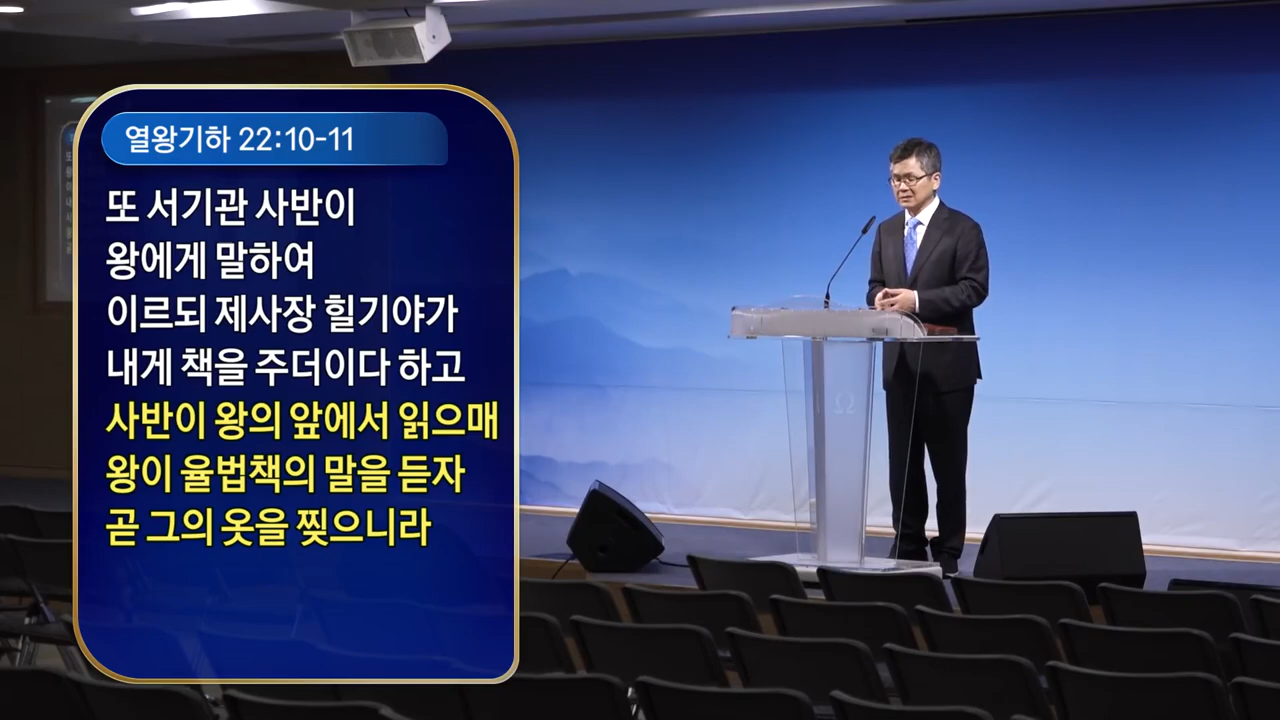 열왕기하 22:10-11
또 서기관 사반이
왕에게 말하여
이르되 제사장 힐기야가
내게 책을 주더이다 하고
사반이 왕의 앞에서 읽으매
왕이 율법책의 말을 듣자
곧 그의 옷을 찢으니라
Ω